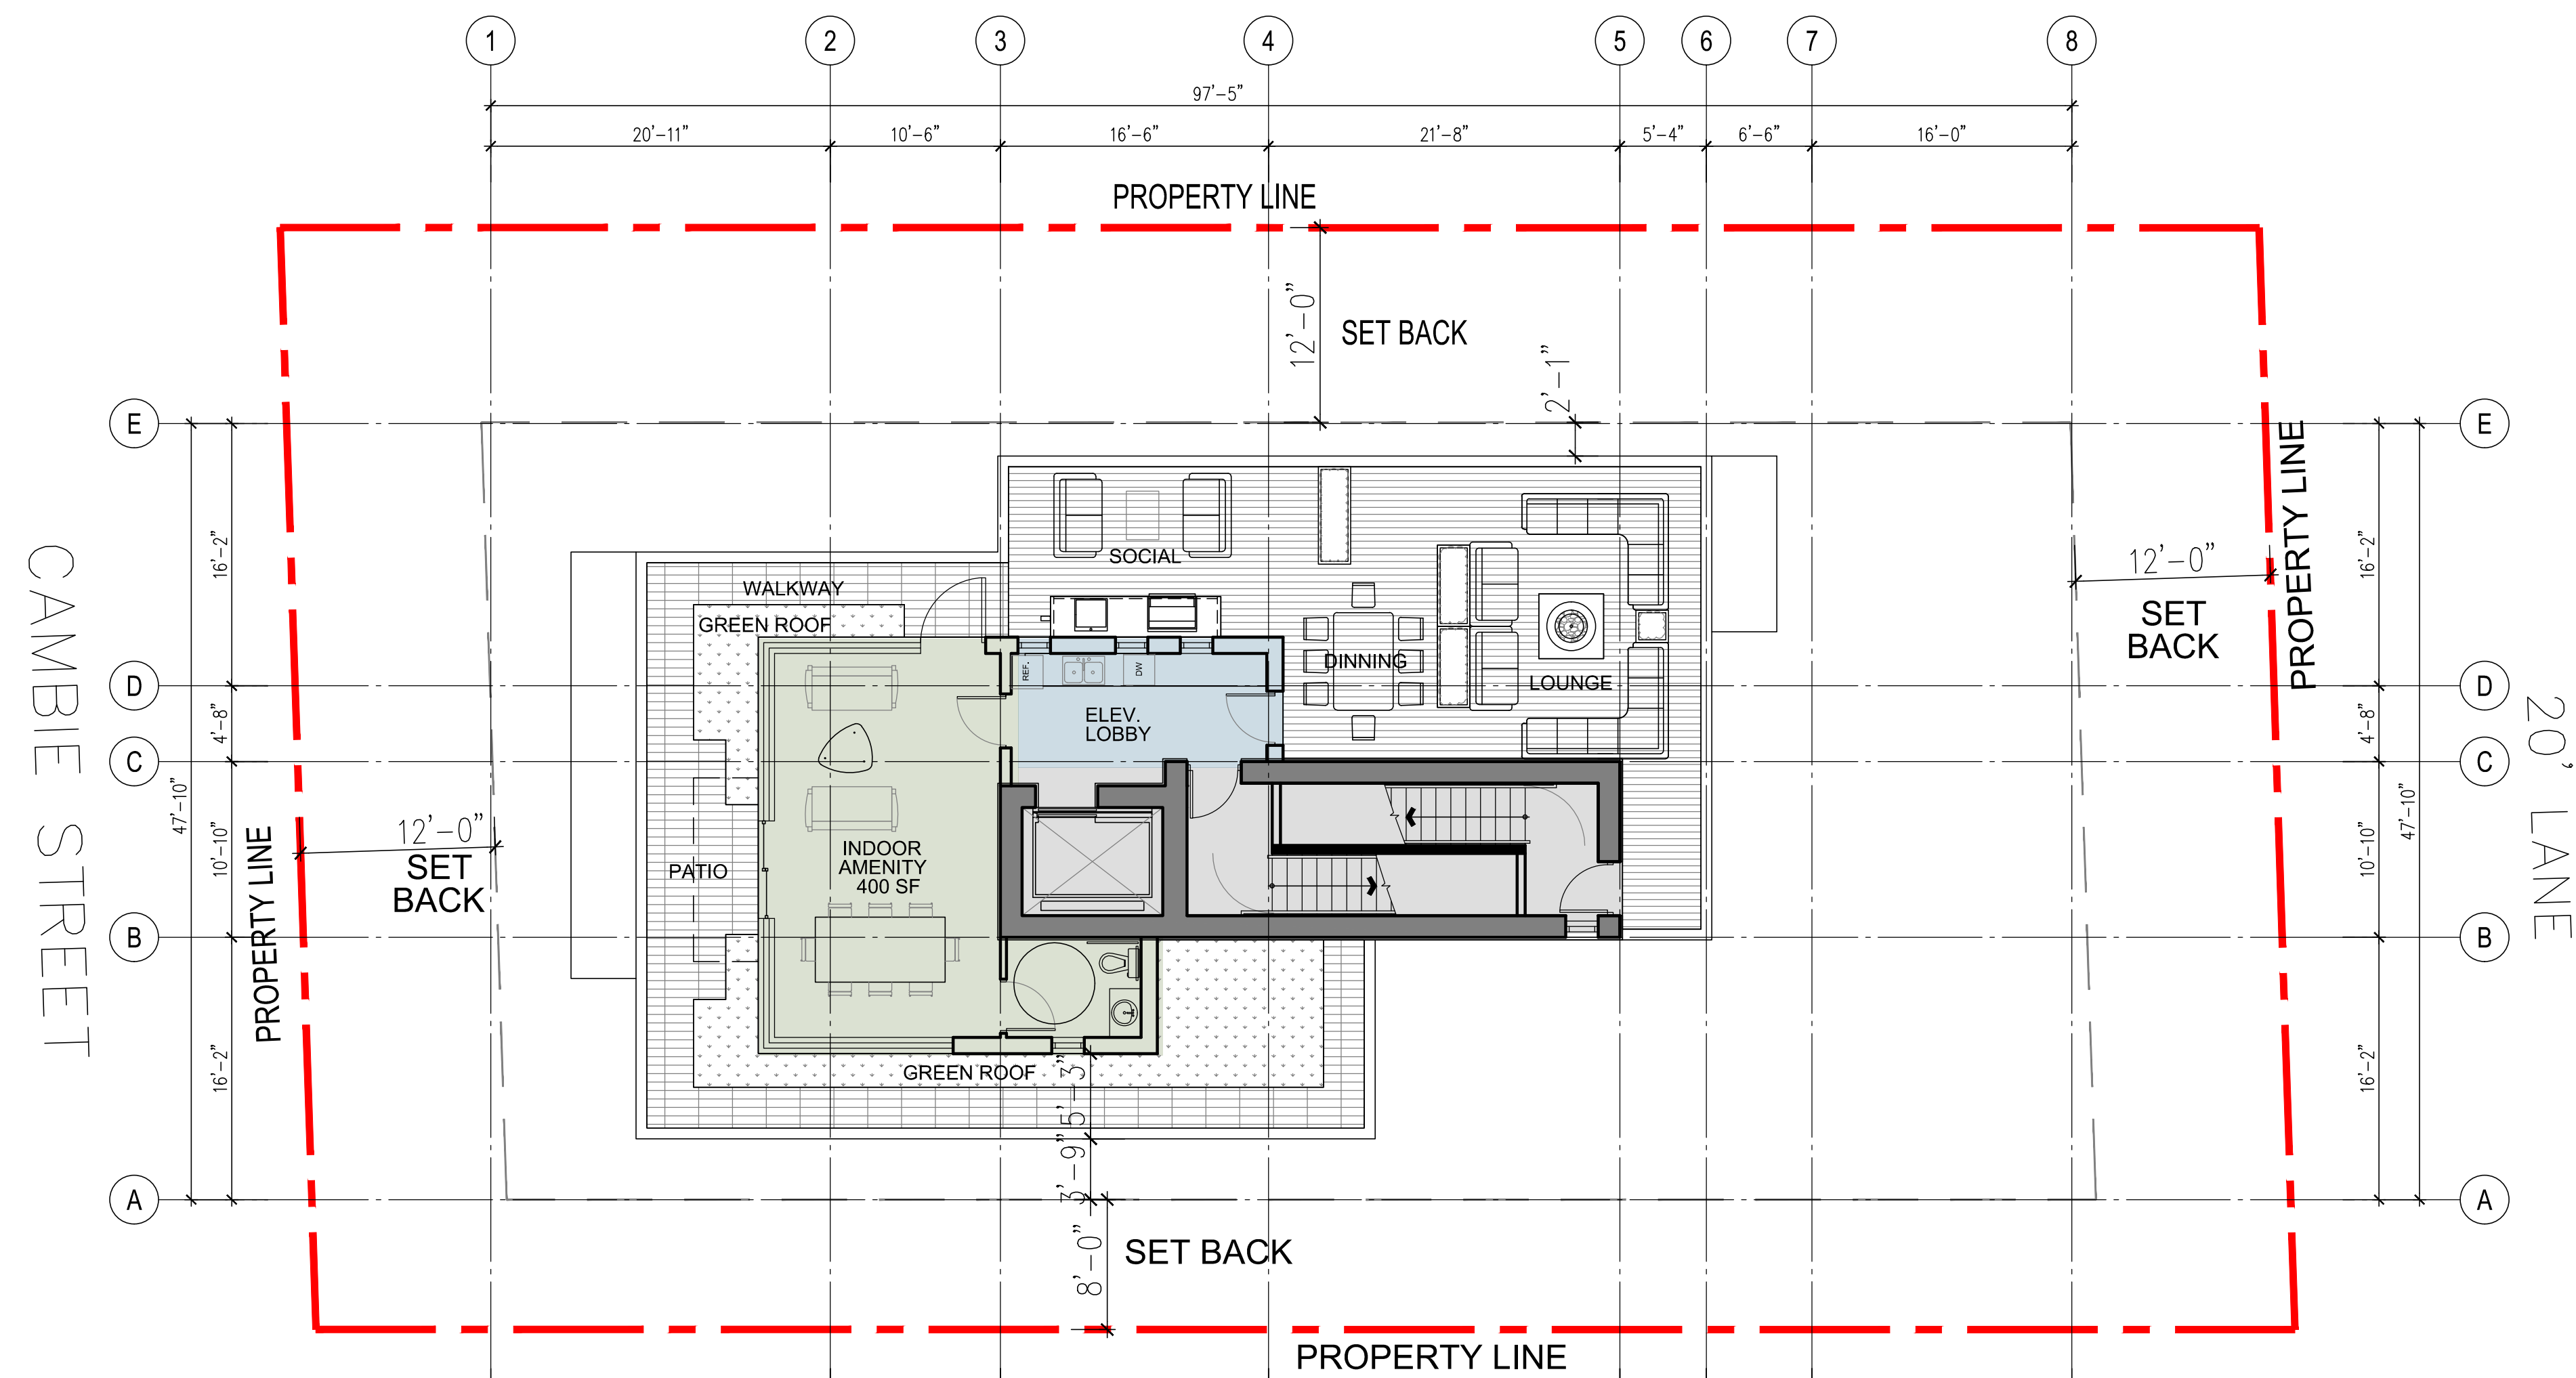 1 2 3 4 5 6 7 8
97'-5"
20'-11" 10'-6" 16'-6" 21'-8" 5'-4" 6'-6" 16'-0"
PROPERTY LINE
12'-0"
SET BACK
2'-1"
E E
D D
C C
B B
A A
CAMBIE STREET
47'-10"
16'-2"
4'-8"
10'-10"
16'-2"
PROPERTY LINE
12'-0"
SET
BACK
WALKWAY
GREEN ROOF
PATIO
INDOOR
AMENITY
400 SF
SOCIAL
REF.
DW
ELEV.
LOBBY
DINNING
LOUNGE
GREEN ROOF
5'-3"
3'-9"
8'-0"
SET BACK
PROPERTY LINE
12'-0"
SET
BACK
PROPERTY LINE
16'-2"
4'-8"
10'-10"
16'-2"
47'-10"
20' LANE